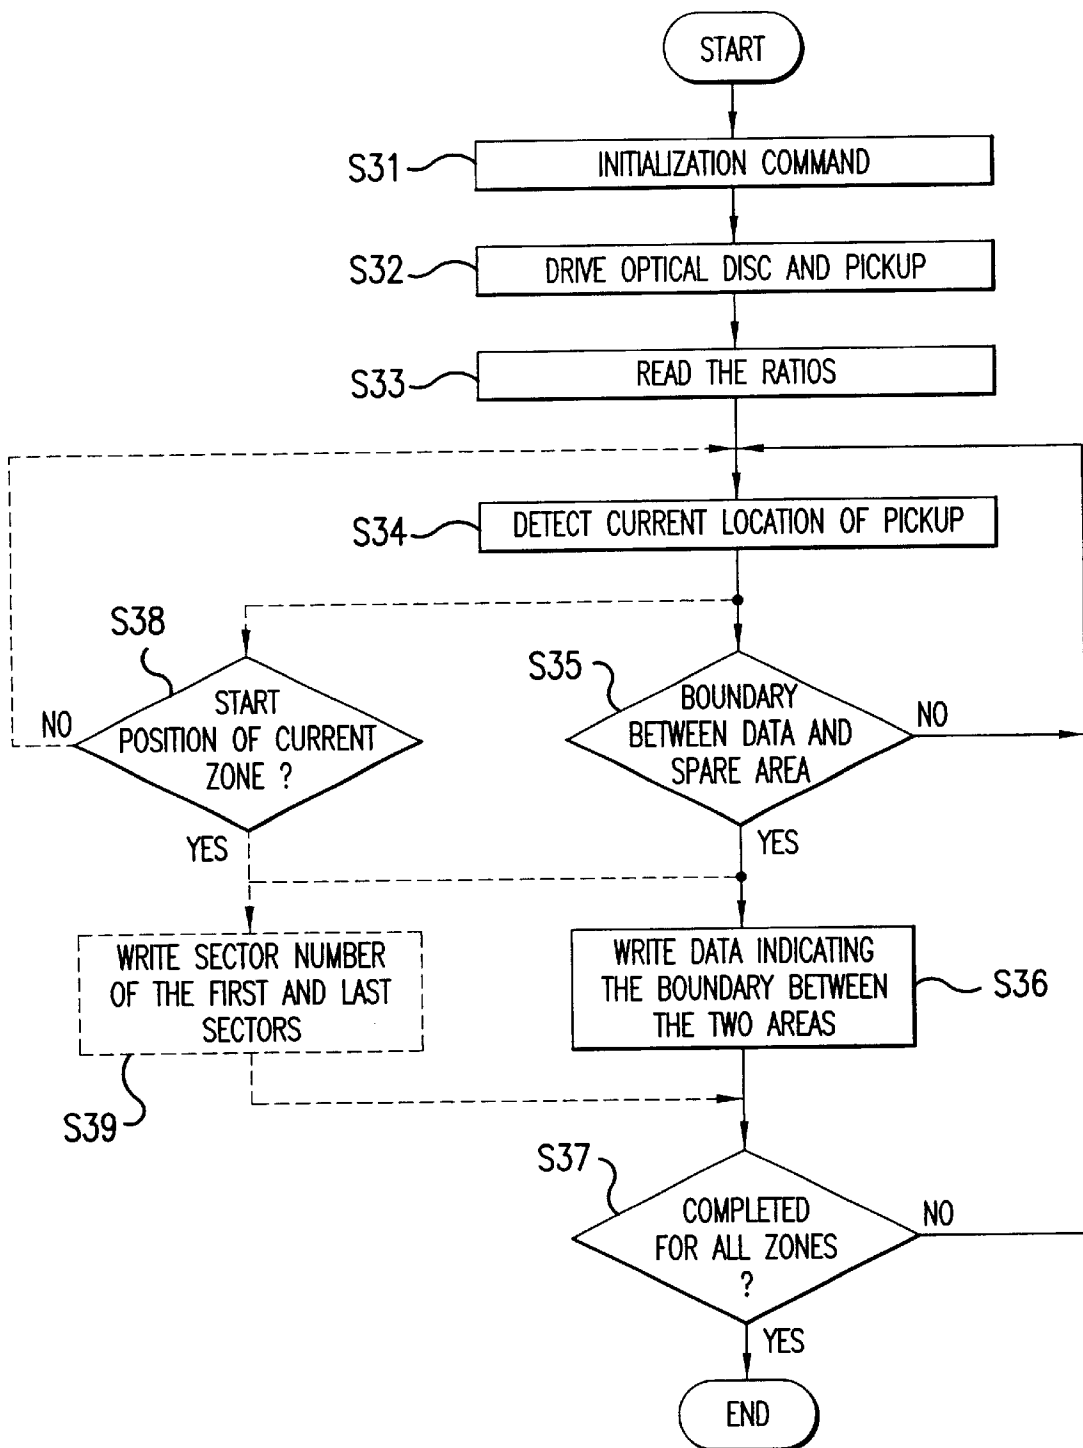 START
S31
INITIALIZATION COMMAND
S32
DRIVE OPTICAL DISC AND PICKUP
S33
READ THE RATIOS
S34
DETECT CURRENT LOCATION OF PICKUP
S38
START
POSITION OF CURRENT
ZONE ?
NO
YES
S35
BOUNDARY
BETWEEN DATA AND
SPARE AREA
NO
YES
WRITE SECTOR NUMBER
OF THE FIRST AND LAST
SECTORS
S39
WRITE DATA INDICATING
THE BOUNDARY BETWEEN
THE TWO AREAS
S36
S37
COMPLETED
FOR ALL ZONES
?
NO
YES
END